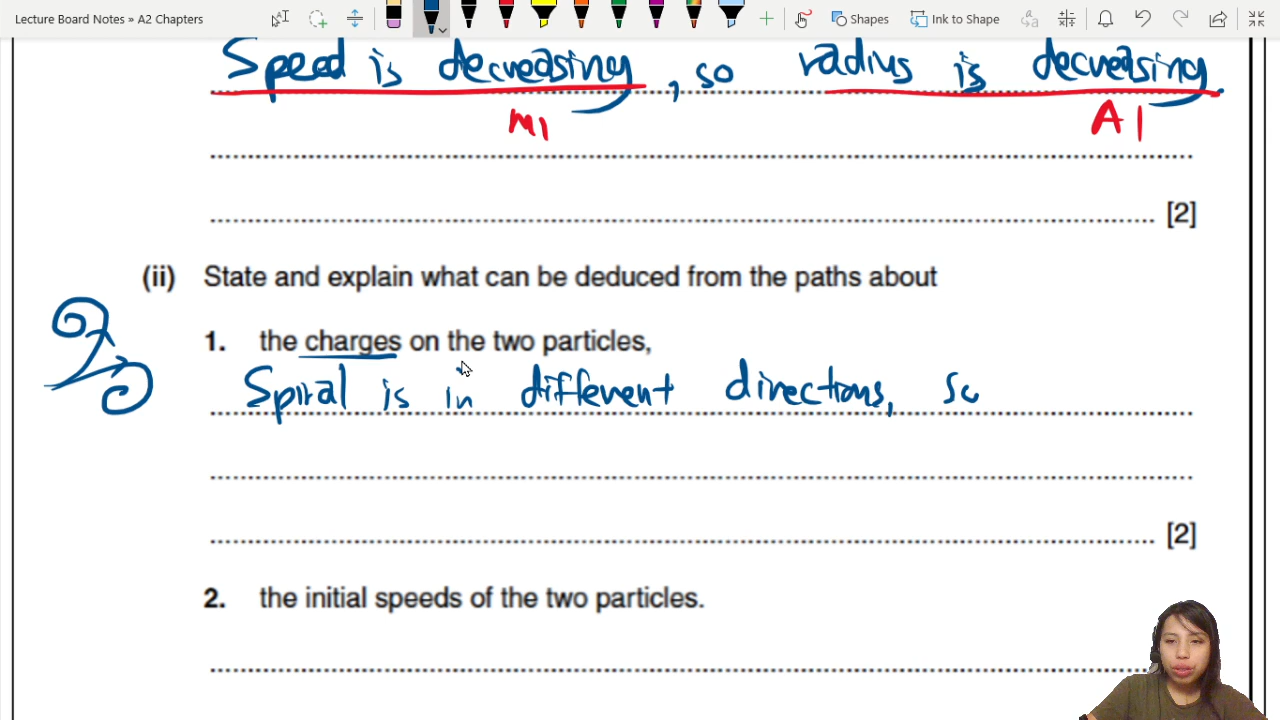 Lecture Board Notes » A2 Chapters
Shapes
Ink to Shape
Speed is decreasing, so radius is decreasing.
M1 A1
[2]
(ii) State and explain what can be deduced from the paths about
1. the charges on the two particles,
Spiral is in different directions, so
[2]
2. the initial speeds of the two particles.